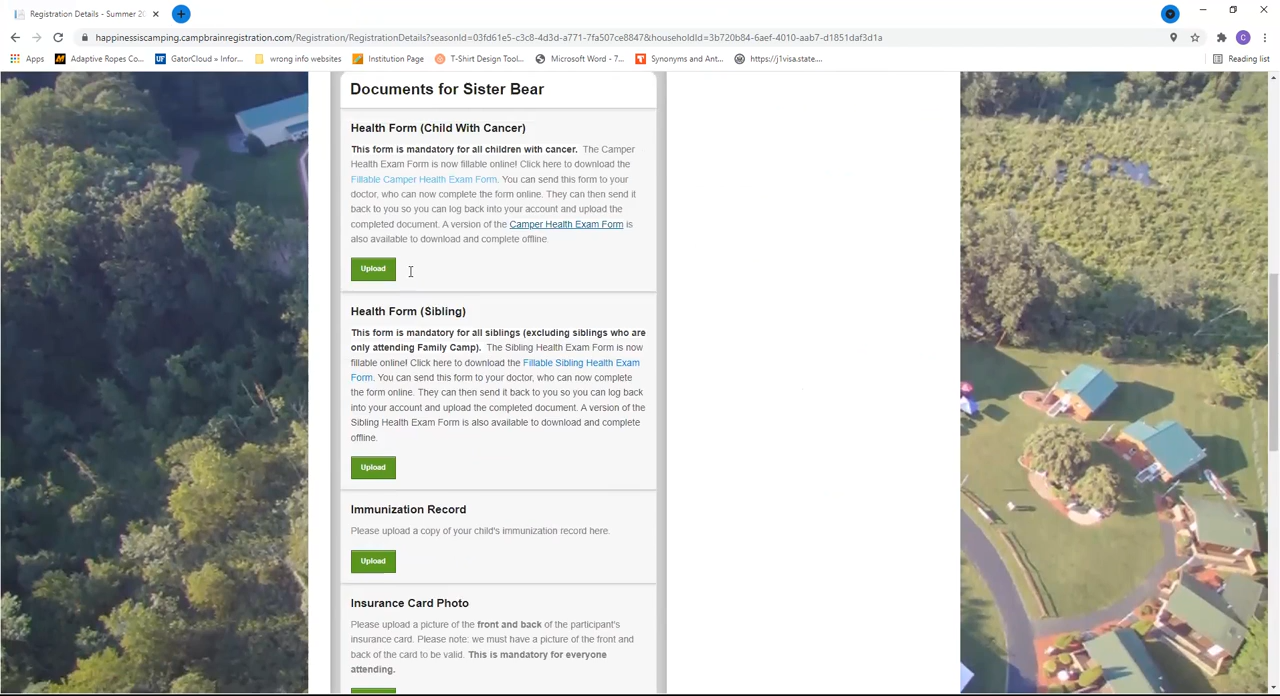 Registration Details - Summer 20
happinessiscamping.campbrainregistration.com/Registration/RegistrationDetails?seasonId=03fd61e5-c3c8-4d3d-a771-7fa507ce8847&householdId=3b720b84-6aef-4010-aab7-d1851daf3d1a
C
Apps
Adaptive Ropes Co...
GatorCloud » Infor...
wrong info websites
Institution Page
T-Shirt Design Tool...
Microsoft Word - 7...
Synonyms and Ant...
https://j1visa.state....
Reading list
Documents for Sister Bear
Health Form (Child With Cancer)
This form is mandatory for all children with cancer. The Camper
Health Exam Form is now fillable online! Click here to download the
Fillable Camper Health Exam Form. You can send this form to your
doctor, who can now complete the form online. They can then send it
back to you so you can log back into your account and upload the
completed document. A version of the Camper Health Exam Form is
also available to download and complete offline.
Upload
Health Form (Sibling)
This form is mandatory for all siblings (excluding siblings who are
only attending Family Camp). The Sibling Health Exam Form is now
fillable online! Click here to download the Fillable Sibling Health Exam
Form. You can send this form to your doctor, who can now complete
the form online. They can then send it back to you so you can log back
into your account and upload the completed document. A version of the
Sibling Health Exam Form is also available to download and complete
offline.
Upload
Immunization Record
Please upload a copy of your child's immunization record here.
Upload
Insurance Card Photo
Please upload a picture of the front and back of the participant's
insurance card. Please note: we must have a picture of the front and
back of the card to be valid. This is mandatory for everyone
attending.